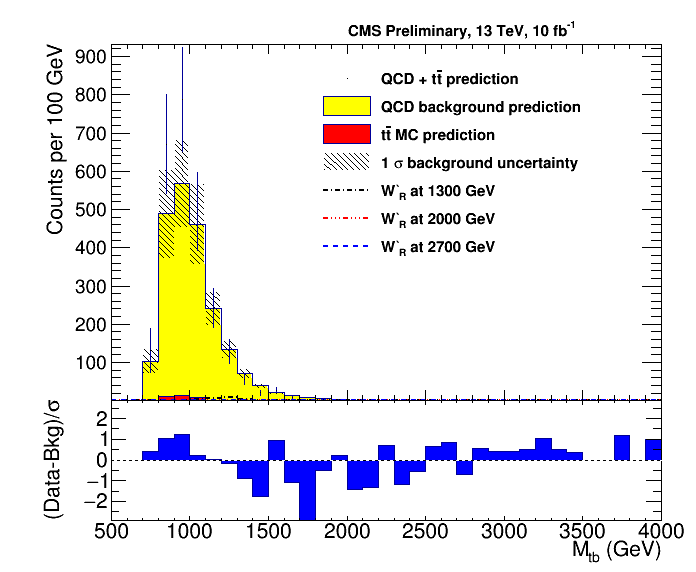 CMS Preliminary, 13 TeV, 10 fb⁻¹
Counts per 100 GeV
900
800
700
600
500
400
300
200
100
QCD + tt̄ prediction
QCD background prediction
tt̄ MC prediction
1 σ background uncertainty
W`R at 1300 GeV
W`R at 2000 GeV
W`R at 2700 GeV
(Data-Bkg)/σ
2
1
0
−1
−2
500 1000 1500 2000 2500 3000 3500 4000
Mtb (GeV)